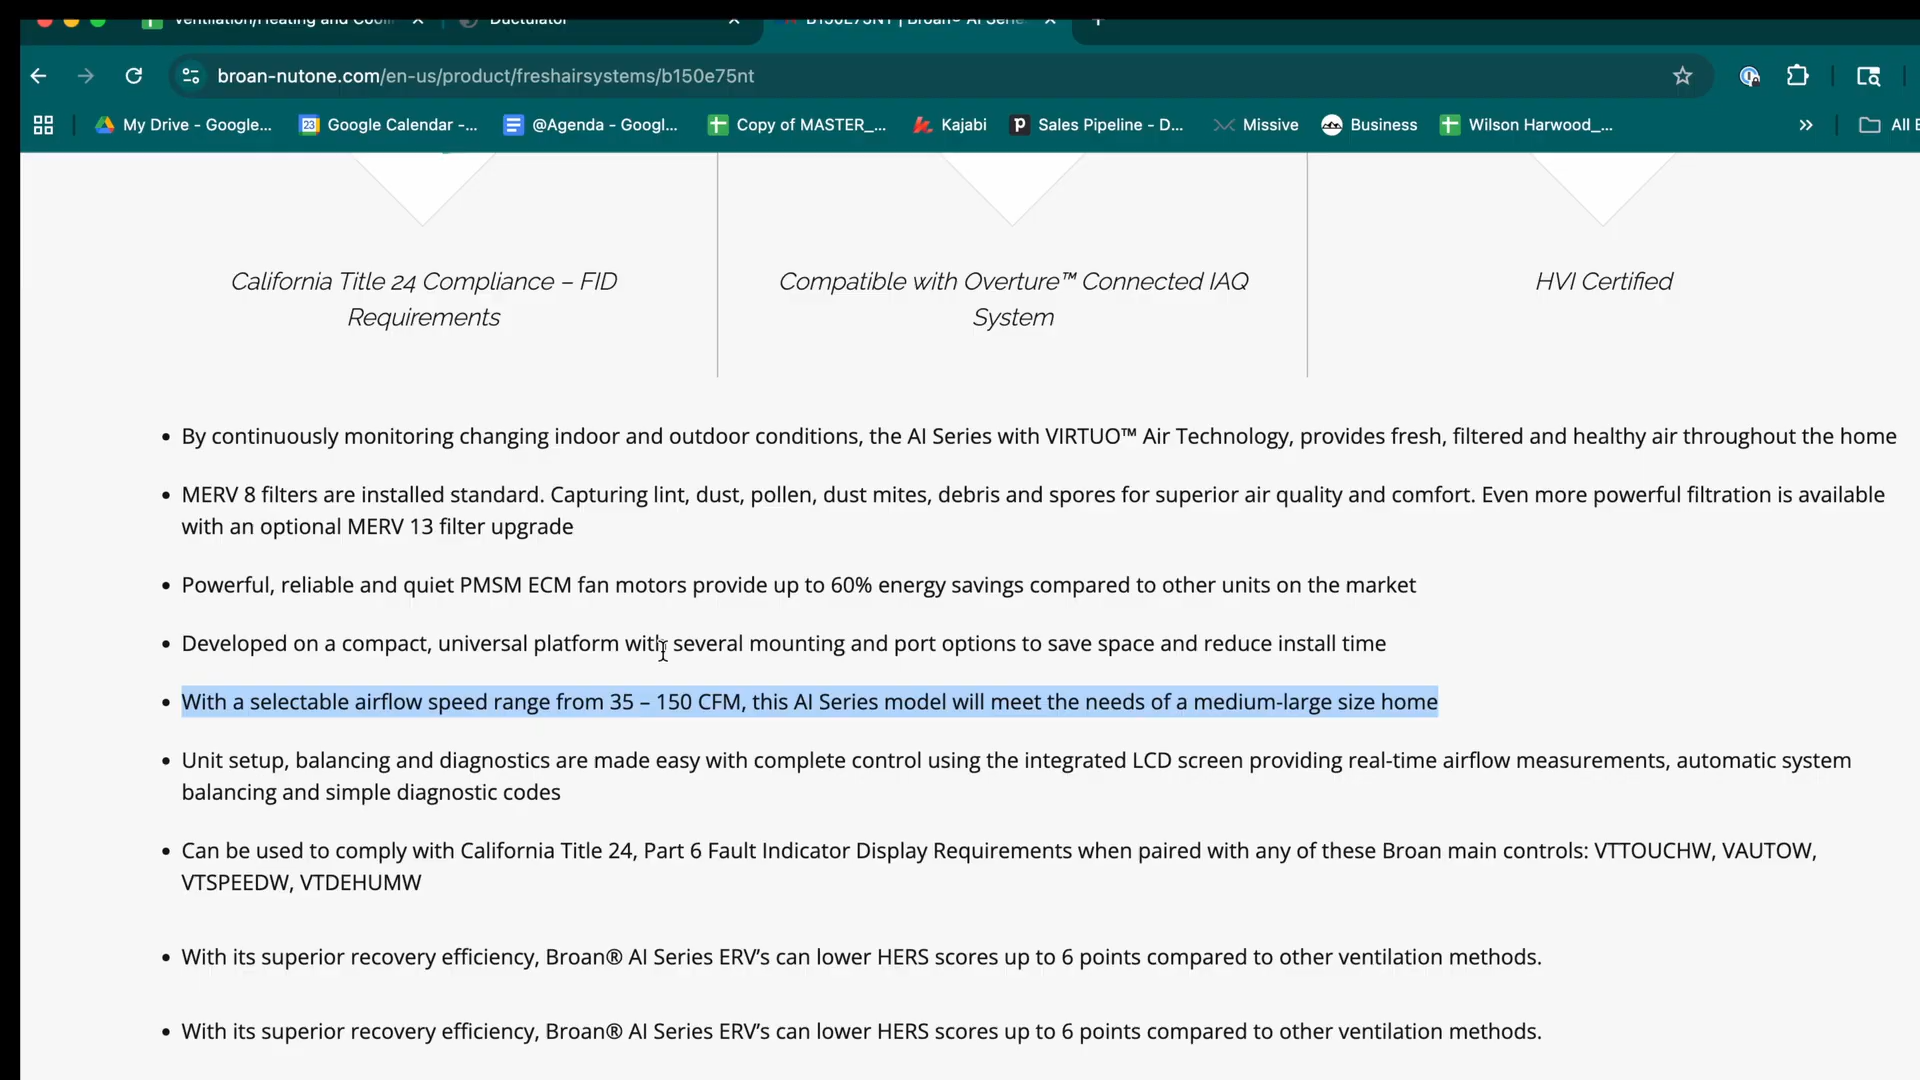 Ventilation/Heating and Cooli
Ductulator
B150E75NT | Broan® AI Serie
broan-nutone.com/en-us/product/freshairsystems/b150e75nt
My Drive - Google...
23
Google Calendar -...
@Agenda - Googl...
Copy of MASTER_...
Kajabi
Sales Pipeline - D...
Missive
Business
Wilson Harwood_...
All
California Title 24 Compliance – FID
Requirements
Compatible with Overture™ Connected IAQ
System
HVI Certified
• By continuously monitoring changing indoor and outdoor conditions, the AI Series with VIRTUO™ Air Technology, provides fresh, filtered and healthy air throughout the home
• MERV 8 filters are installed standard. Capturing lint, dust, pollen, dust mites, debris and spores for superior air quality and comfort. Even more powerful filtration is available
with an optional MERV 13 filter upgrade
• Powerful, reliable and quiet PMSM ECM fan motors provide up to 60% energy savings compared to other units on the market
• Developed on a compact, universal platform with several mounting and port options to save space and reduce install time
• With a selectable airflow speed range from 35 – 150 CFM, this AI Series model will meet the needs of a medium-large size home
• Unit setup, balancing and diagnostics are made easy with complete control using the integrated LCD screen providing real-time airflow measurements, automatic system
balancing and simple diagnostic codes
• Can be used to comply with California Title 24, Part 6 Fault Indicator Display Requirements when paired with any of these Broan main controls: VTTOUCHW, VAUTOW,
VTSPEEDW, VTDEHUMW
• With its superior recovery efficiency, Broan® AI Series ERV's can lower HERS scores up to 6 points compared to other ventilation methods.
• With its superior recovery efficiency, Broan® AI Series ERV's can lower HERS scores up to 6 points compared to other ventilation methods.